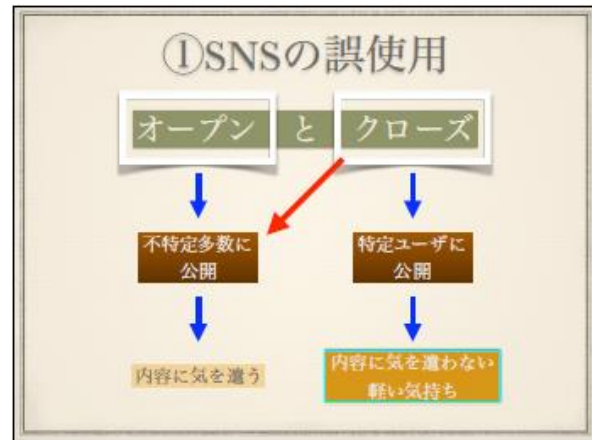 ①SNSの誤使用
オープン と クローズ
不特定多数に
公開
特定ユーザに
公開
内容に気を遣う
内容に気を遣わない
軽い気持ち